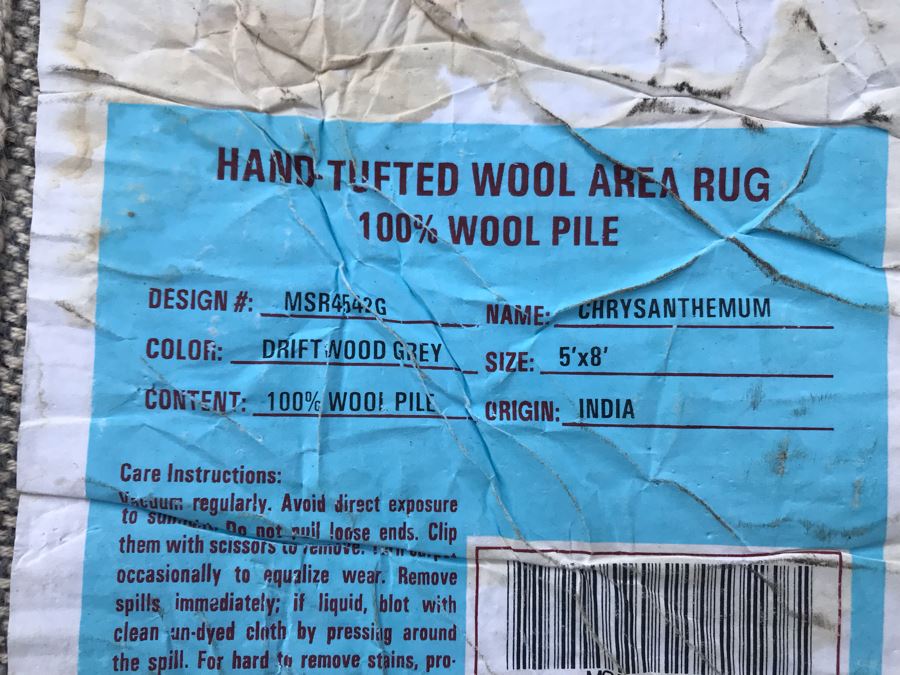 HAND-TUFTED WOOL AREA RUG
100% WOOL PILE
DESIGN #: MSR4542G NAME: CHRYSANTHEMUM
COLOR: DRIFTWOOD GREY SIZE: 5'x8'
CONTENT: 100% WOOL PILE ORIGIN: INDIA
Care Instructions:
Vacuum regularly. Avoid direct exposure
to Do not pull loose ends. Clip
them with scissors to remove. Turn
occasionally to equalize wear. Remove
spills immediately; if liquid, blot with
clean un-dyed cloth by pressing around
the spill. For hard to remove stains, pro-